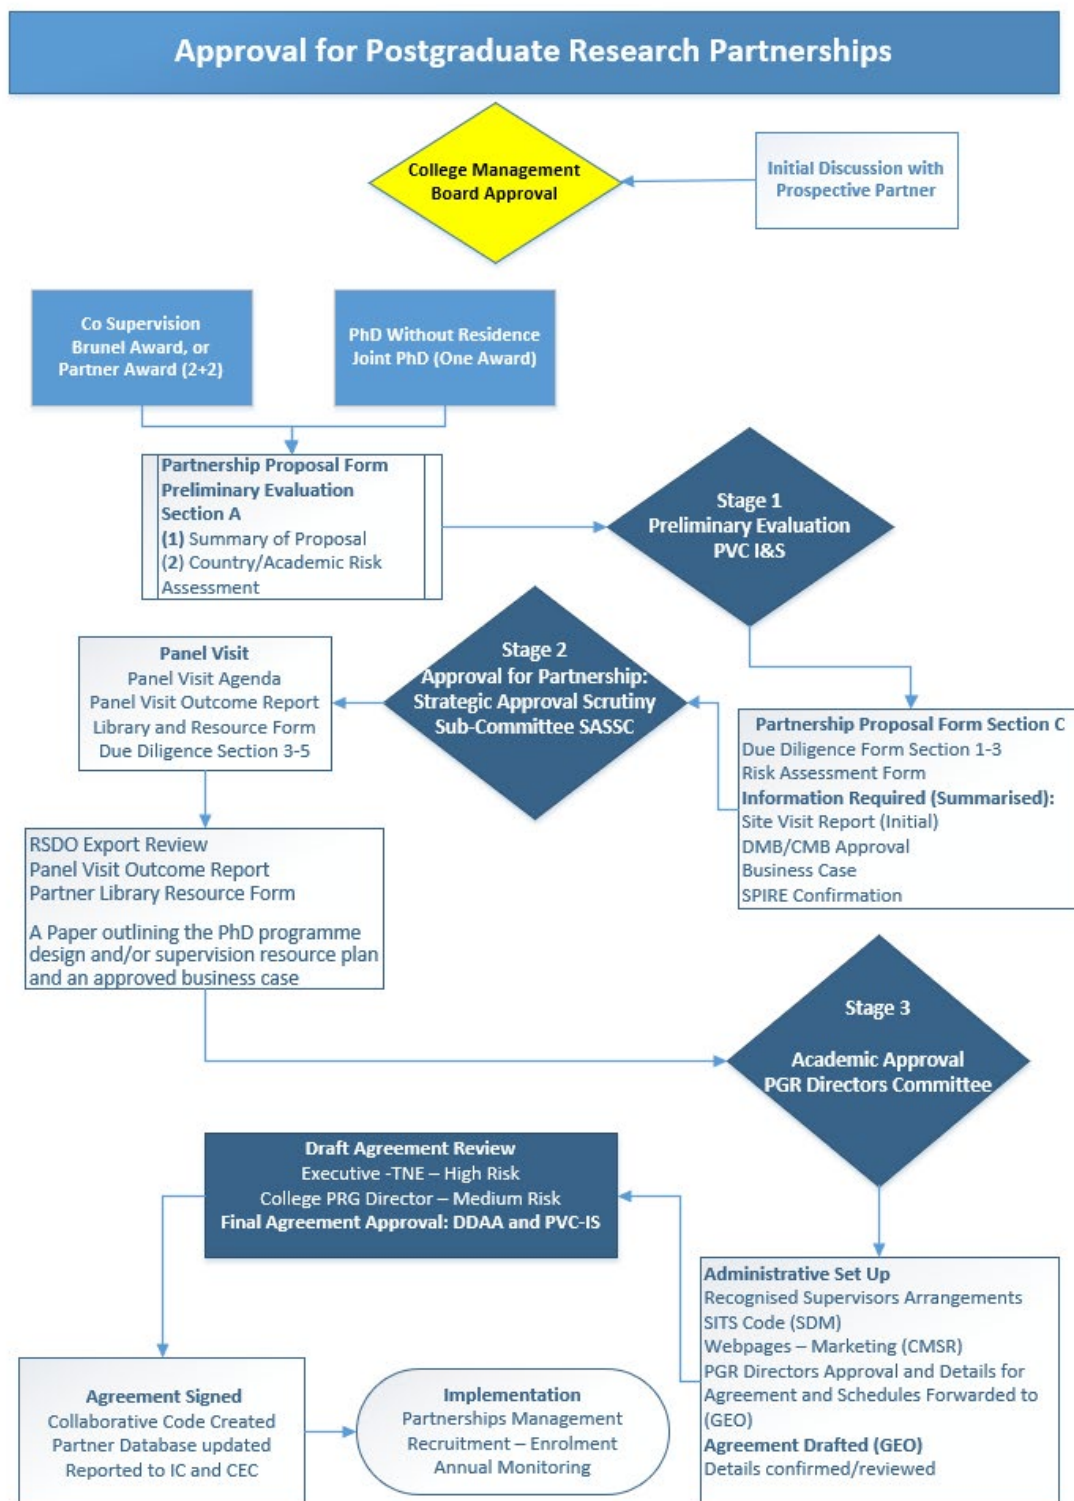 Approval for Postgraduate Research Partnerships
College Management
Board Approval
Initial Discussion with
Prospective Partner
Co Supervision
Brunel Award, or
Partner Award (2+2)
PhD Without Residence
Joint PhD (One Award)
Partnership Proposal Form
Preliminary Evaluation
Section A
(1) Summary of Proposal
(2) Country/Academic Risk
Assessment
Stage 1
Preliminary Evaluation
PVC I&S
Partnership Proposal Form Section C
Due Diligence Form Section 1-3
Risk Assessment Form
Information Required (Summarised):
Site Visit Report (Initial)
DMB/CMB Approval
Business Case
SPIRE Confirmation
Stage 2
Approval for Partnership:
Strategic Approval Scrutiny
Sub-Committee SASSC
Panel Visit
Panel Visit Agenda
Panel Visit Outcome Report
Library and Resource Form
Due Diligence Section 3-5
RSDO Export Review
Panel Visit Outcome Report
Partner Library Resource Form
A Paper outlining the PhD programme
design and/or supervision resource plan
and an approved business case
Stage 3
Academic Approval
PGR Directors Committee
Administrative Set Up
Recognised Supervisors Arrangements
SITS Code (SDM)
Webpages – Marketing (CMSR)
PGR Directors Approval and Details for
Agreement and Schedules Forwarded to
(GEO)
Agreement Drafted (GEO)
Details confirmed/reviewed
Draft Agreement Review
Executive -TNE – High Risk
College PRG Director – Medium Risk
Final Agreement Approval: DDAA and PVC-IS
Agreement Signed
Collaborative Code Created
Partner Database updated
Reported to IC and CEC
Implementation
Partnerships Management
Recruitment – Enrolment
Annual Monitoring